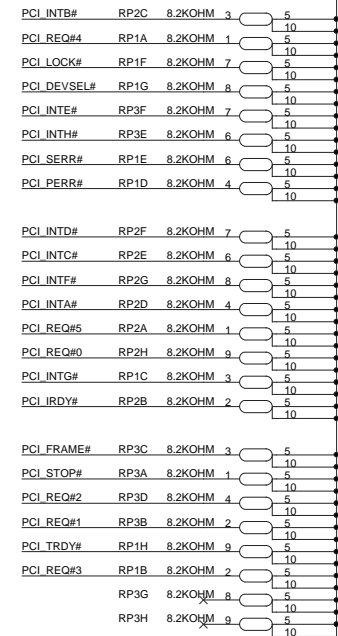 PCI_INTB# RP2C 8.2KOHM 3 5
10
PCI_REQ#4 RP1A 8.2KOHM 1 5
10
PCI_LOCK# RP1F 8.2KOHM 7 5
10
PCI_DEVSEL# RP1G 8.2KOHM 8 5
10
PCI_INTE# RP3F 8.2KOHM 7 5
10
PCI_INTH# RP3E 8.2KOHM 6 5
10
PCI_SERR# RP1E 8.2KOHM 6 5
10
PCI_PERR# RP1D 8.2KOHM 4 5
10
PCI_INTD# RP2F 8.2KOHM 7 5
10
PCI_INTC# RP2E 8.2KOHM 6 5
10
PCI_INTF# RP2G 8.2KOHM 8 5
10
PCI_INTA# RP2D 8.2KOHM 4 5
10
PCI_REQ#5 RP2A 8.2KOHM 1 5
10
PCI_REQ#0 RP2H 8.2KOHM 9 5
10
PCI_INTG# RP1C 8.2KOHM 3 5
10
PCI_IRDY# RP2B 8.2KOHM 2 5
10
PCI_FRAME# RP3C 8.2KOHM 3 5
10
PCI_STOP# RP3A 8.2KOHM 1 5
10
PCI_REQ#2 RP3D 8.2KOHM 4 5
10
PCI_REQ#1 RP3B 8.2KOHM 2 5
10
PCI_TRDY# RP1H 8.2KOHM 9 5
10
PCI_REQ#3 RP1B 8.2KOHM 2 5
10
RP3G 8.2KOHM 8 5
10
RP3H 8.2KOHM 9 5
10